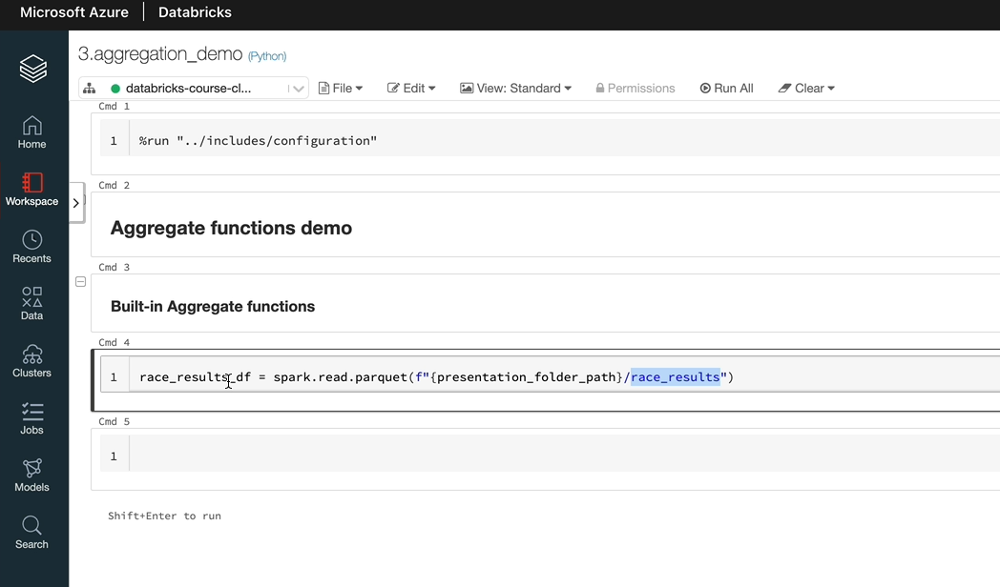 Microsoft Azure | Databricks
3.aggregation_demo (Python)
databricks-course-cl...
File
Edit
View: Standard
Permissions
Run All
Clear
Home
Workspace
Recents
Data
Clusters
Jobs
Models
Search
Cmd 1
1 %run "../includes/configuration"
Cmd 2
Aggregate functions demo
Cmd 3
Built-in Aggregate functions
Cmd 4
1 race_results_df = spark.read.parquet(f"{presentation_folder_path}/race_results")
Cmd 5
1
Shift+Enter to run